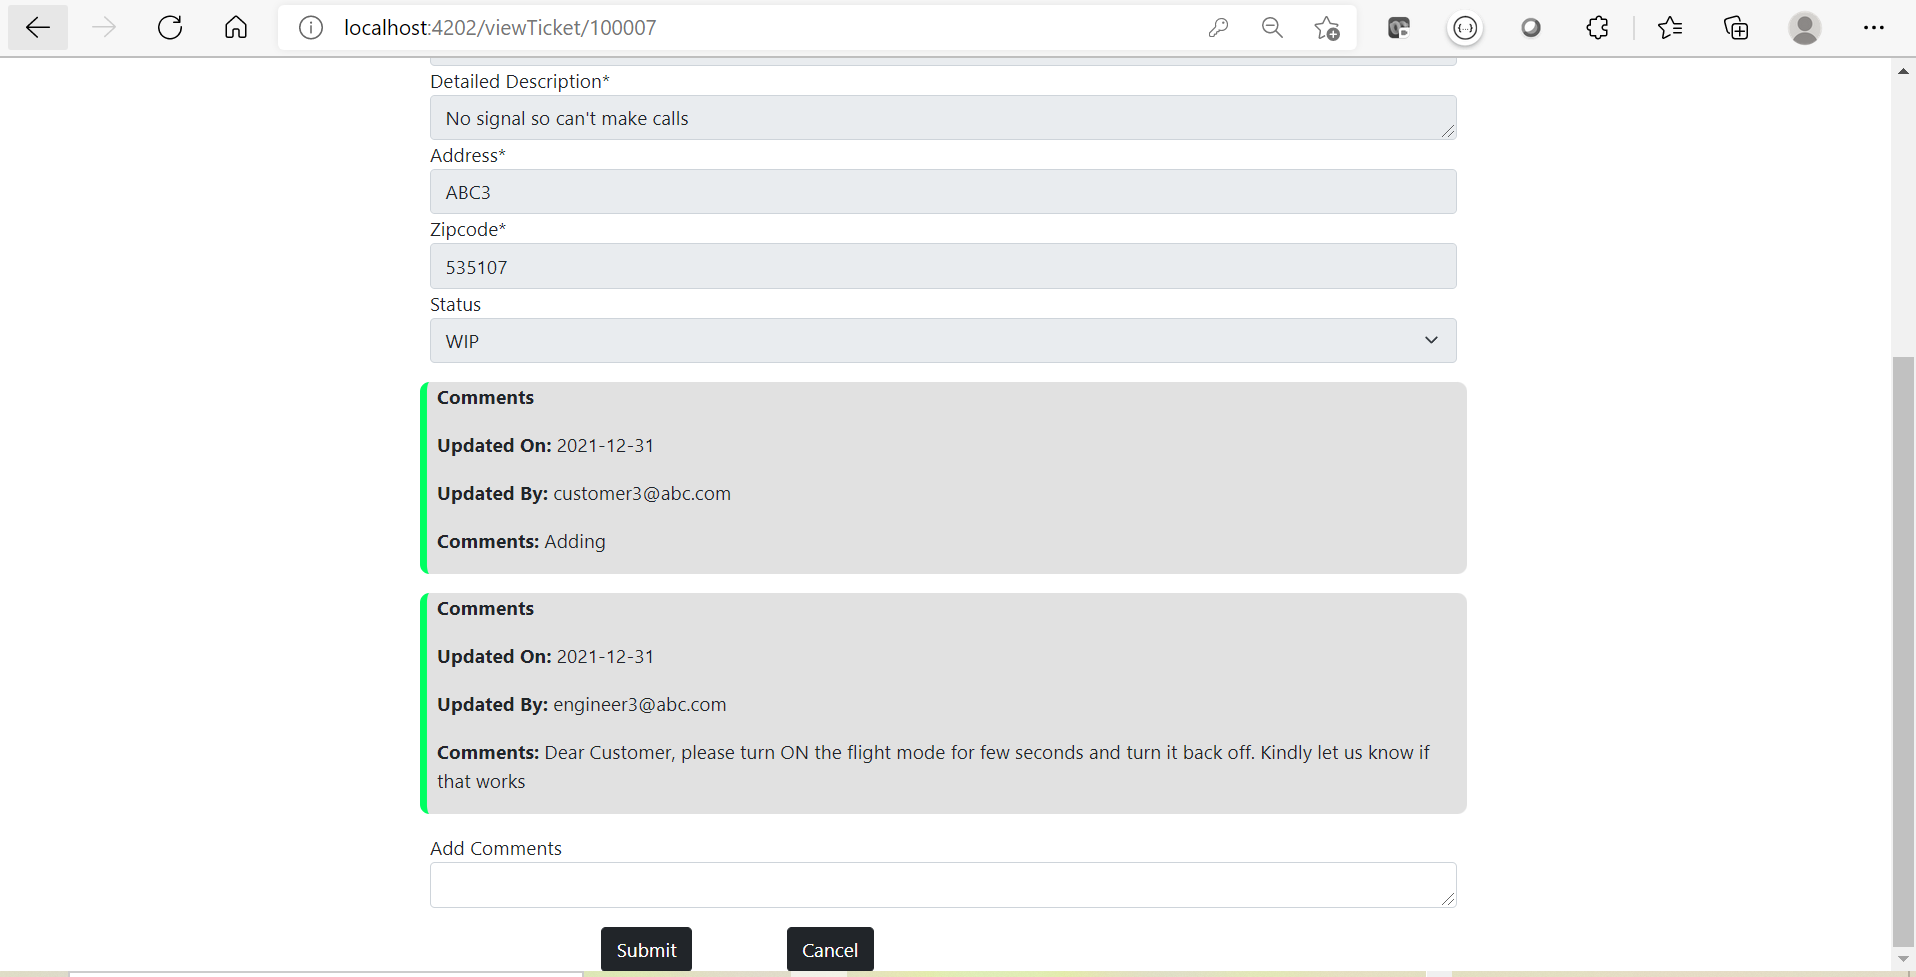 localhost:4202/viewTicket/100007
Detailed Description*
No signal so can't make calls
Address*
ABC3
Zipcode*
535107
Status
WIP
Comments
Updated On: 2021-12-31
Updated By: customer3@abc.com
Comments: Adding
Comments
Updated On: 2021-12-31
Updated By: engineer3@abc.com
Comments: Dear Customer, please turn ON the flight mode for few seconds and turn it back off. Kindly let us know if
that works
Add Comments
Submit Cancel